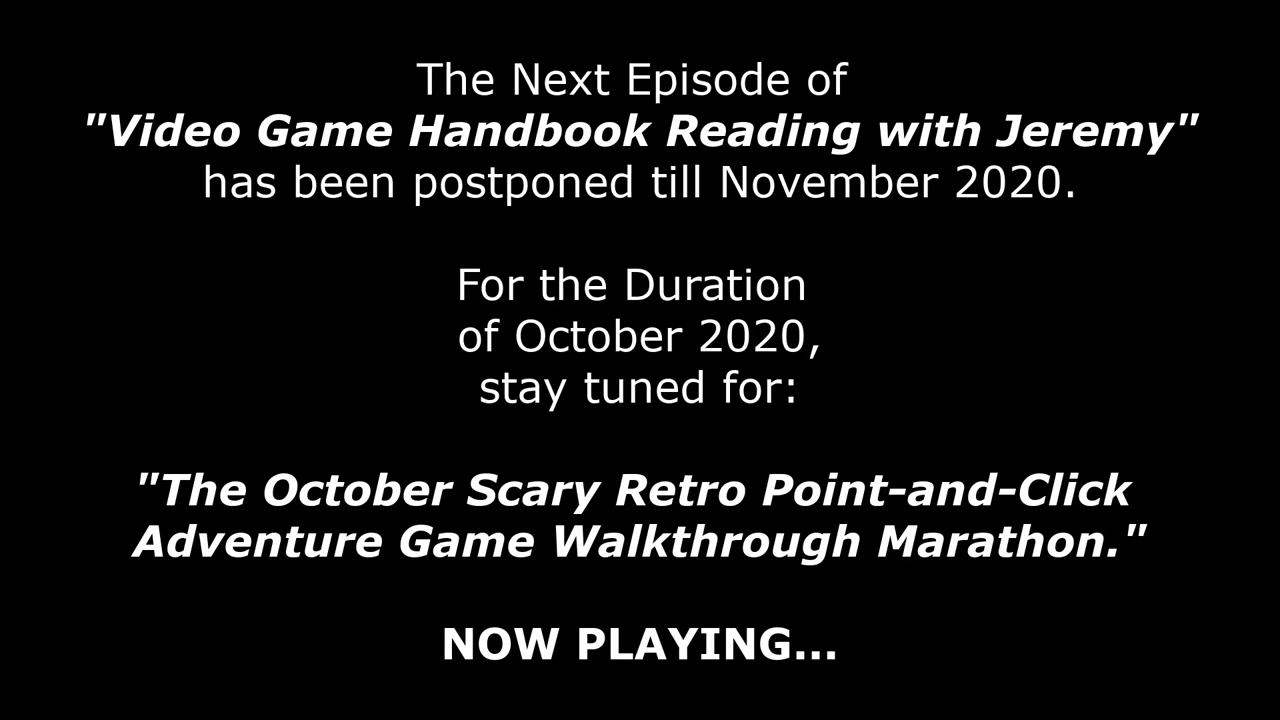 The Next Episode of
"Video Game Handbook Reading with Jeremy"
has been postponed till November 2020.
For the Duration
of October 2020,
stay tuned for:
"The October Scary Retro Point-and-Click
Adventure Game Walkthrough Marathon."
NOW PLAYING...